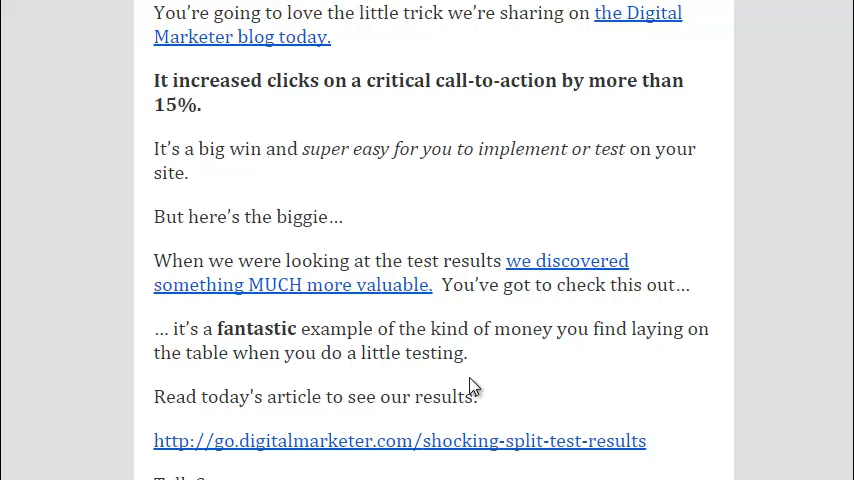 You’re going to love the little trick we’re sharing on the Digital
Marketer blog today.
It increased clicks on a critical call-to-action by more than
15%.
It’s a big win and super easy for you to implement or test on your
site.
But here’s the biggie…
When we were looking at the test results we discovered
something MUCH more valuable.  You’ve got to check this out…
… it’s a fantastic example of the kind of money you find laying on
the table when you do a little testing.
Read today's article to see our results:
http://go.digitalmarketer.com/shocking-split-test-results